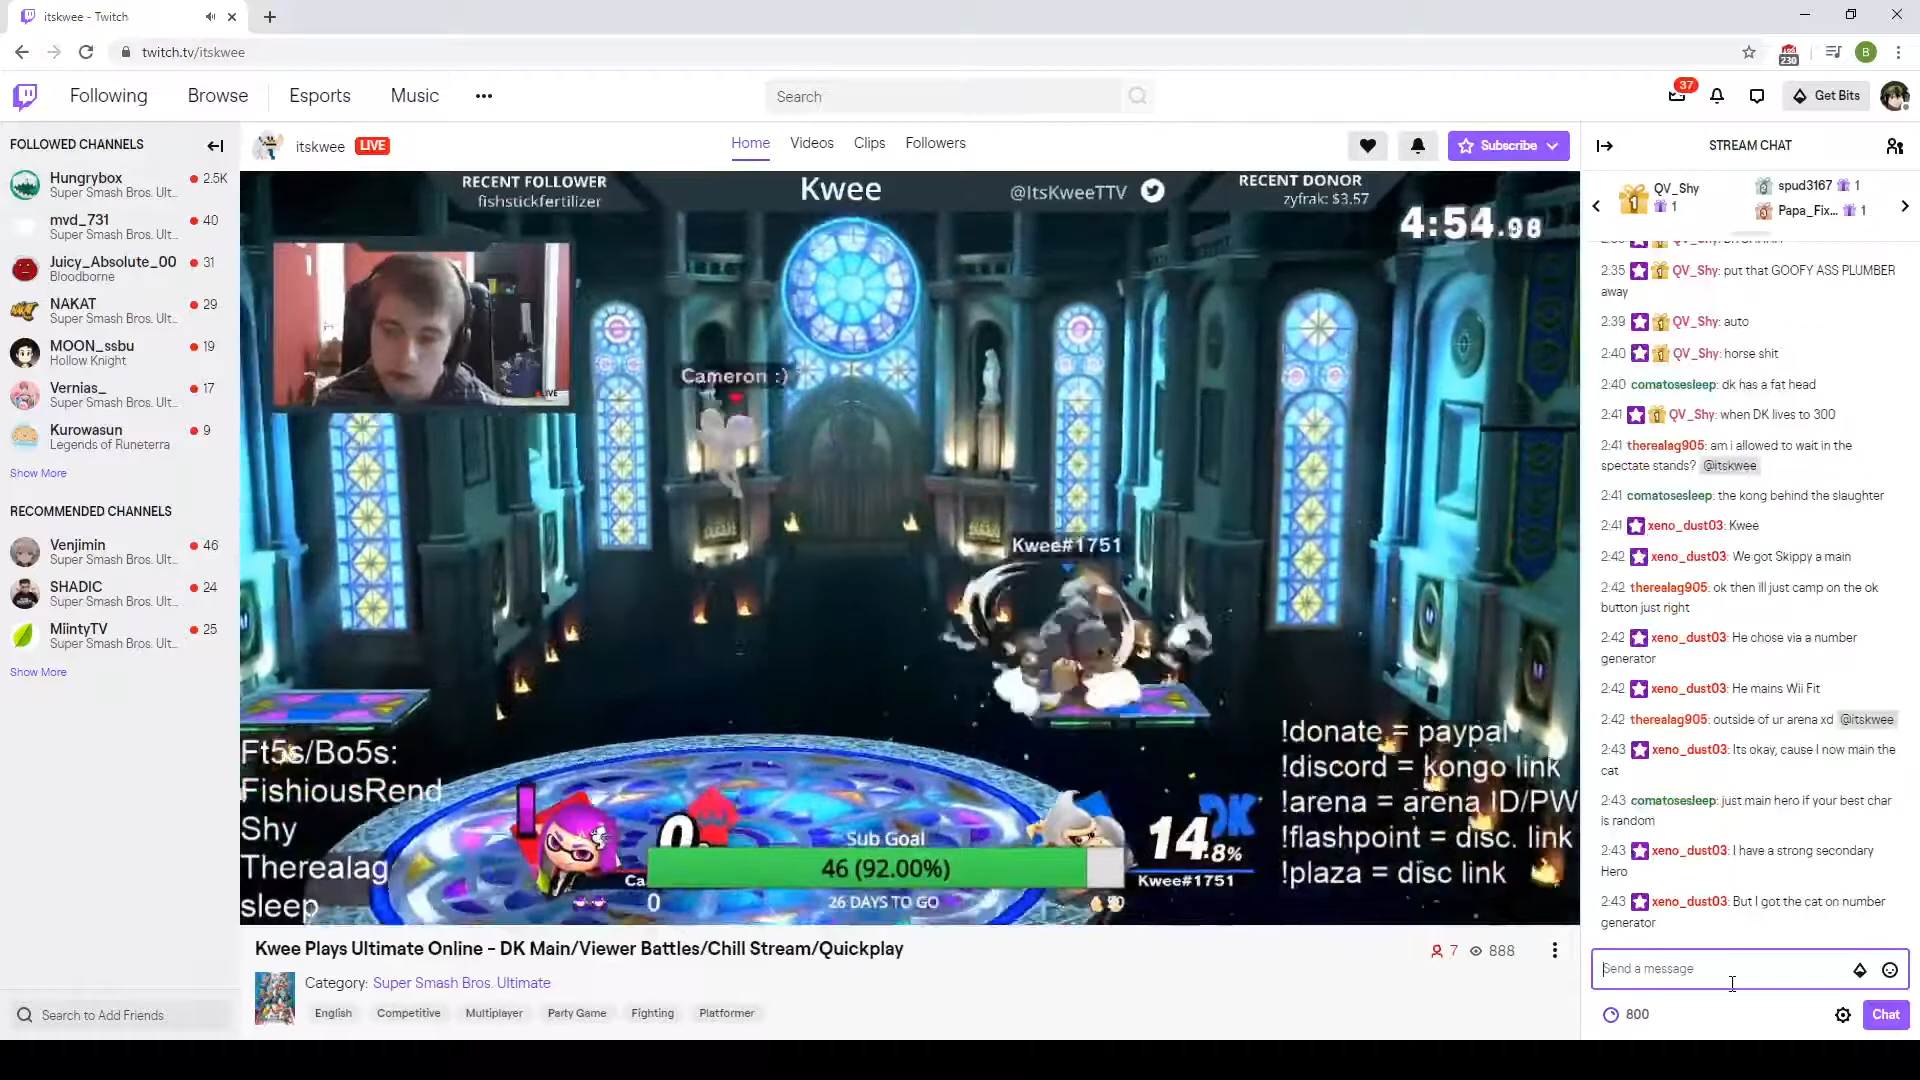 itskwee - Twitch
twitch.tv/itskwee
230
B
Following
Browse
Esports
Music
Search
37
Get Bits
FOLLOWED CHANNELS
Hungrybox
2.5K
Super Smash Bros. Ult...
mvd_731
40
Super Smash Bros. Ult...
Juicy_Absolute_00
31
Bloodborne
NAKAT
29
Super Smash Bros. Ult...
MOON_ssbu
19
Hollow Knight
Vernias_
17
Super Smash Bros. Ult...
Kurowasun
9
Legends of Runeterra
Show More
RECOMMENDED CHANNELS
Venjimin
46
Super Smash Bros. Ult...
SHADIC
24
Super Smash Bros. Ult...
MiintyTV
25
Super Smash Bros. Ult...
Show More
Search to Add Friends
itskwee
LIVE
Home
Videos
Clips
Followers
Subscribe
RECENT FOLLOWER
fishstickfertilizer
Kwee
@ItsKweeTTV
RECENT DONOR
zyfrak: $3.57
4:54.98
LIVE
Cameron :)
Kwee#1751
Ft5s/Bo5s:
FishiousRend
Shy
Therealag
sleep
!donate = paypal
!discord = kongo link
!arena = arena ID/PW
!flashpoint = disc. link
!plaza = disc link
0
Ca
Sub Goal
46 (92.00%)
0
26 DAYS TO GO
50
DK
14.8%
Kwee#1751
Kwee Plays Ultimate Online - DK Main/Viewer Battles/Chill Stream/Quickplay
7
888
Category: Super Smash Bros. Ultimate
English
Competitive
Multiplayer
Party Game
Fighting
Platformer
STREAM CHAT
1
QV_Shy
1
2
spud3167
1
3
Papa_Fix...
1
2:35 QV_Shy: put that GOOFY ASS PLUMBER
away
2:39 QV_Shy: auto
2:40 QV_Shy: horse shit
2:40 comatosesleep: dk has a fat head
2:41 QV_Shy: when DK lives to 300
2:41 therealag905: am i allowed to wait in the
spectate stands? @itskwee
2:41 comatosesleep: the kong behind the slaughter
2:41 xeno_dust03: Kwee
2:42 xeno_dust03: We got Skippy a main
2:42 therealag905: ok then ill just camp on the ok
button just right
2:42 xeno_dust03: He chose via a number
generator
2:42 xeno_dust03: He mains Wii Fit
2:42 therealag905: outside of ur arena xd @itskwee
2:43 xeno_dust03: Its okay, cause I now main the
cat
2:43 comatosesleep: just main hero if your best char
is random
2:43 xeno_dust03: I have a strong secondary
Hero
2:43 xeno_dust03: But I got the cat on number
generator
Send a message
800
Chat